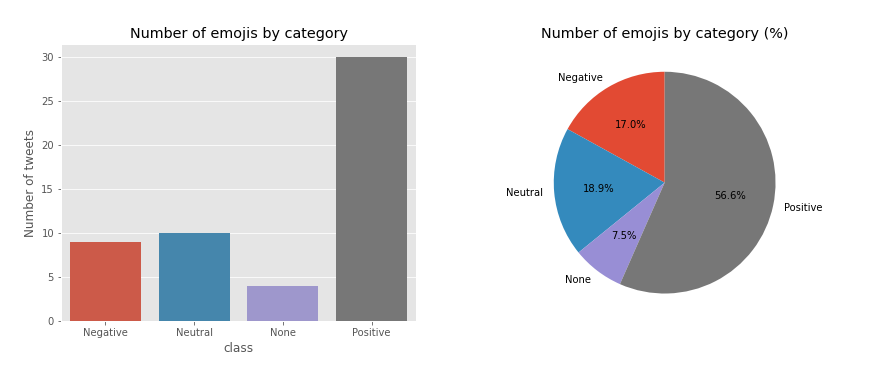 Number of emojis by category
Number of tweets
30
25
20
15
10
5
0
Negative
Neutral
None
Positive
class
Number of emojis by category (%)
Negative
17.0%
Neutral
18.9%
None
7.5%
56.6%
Positive